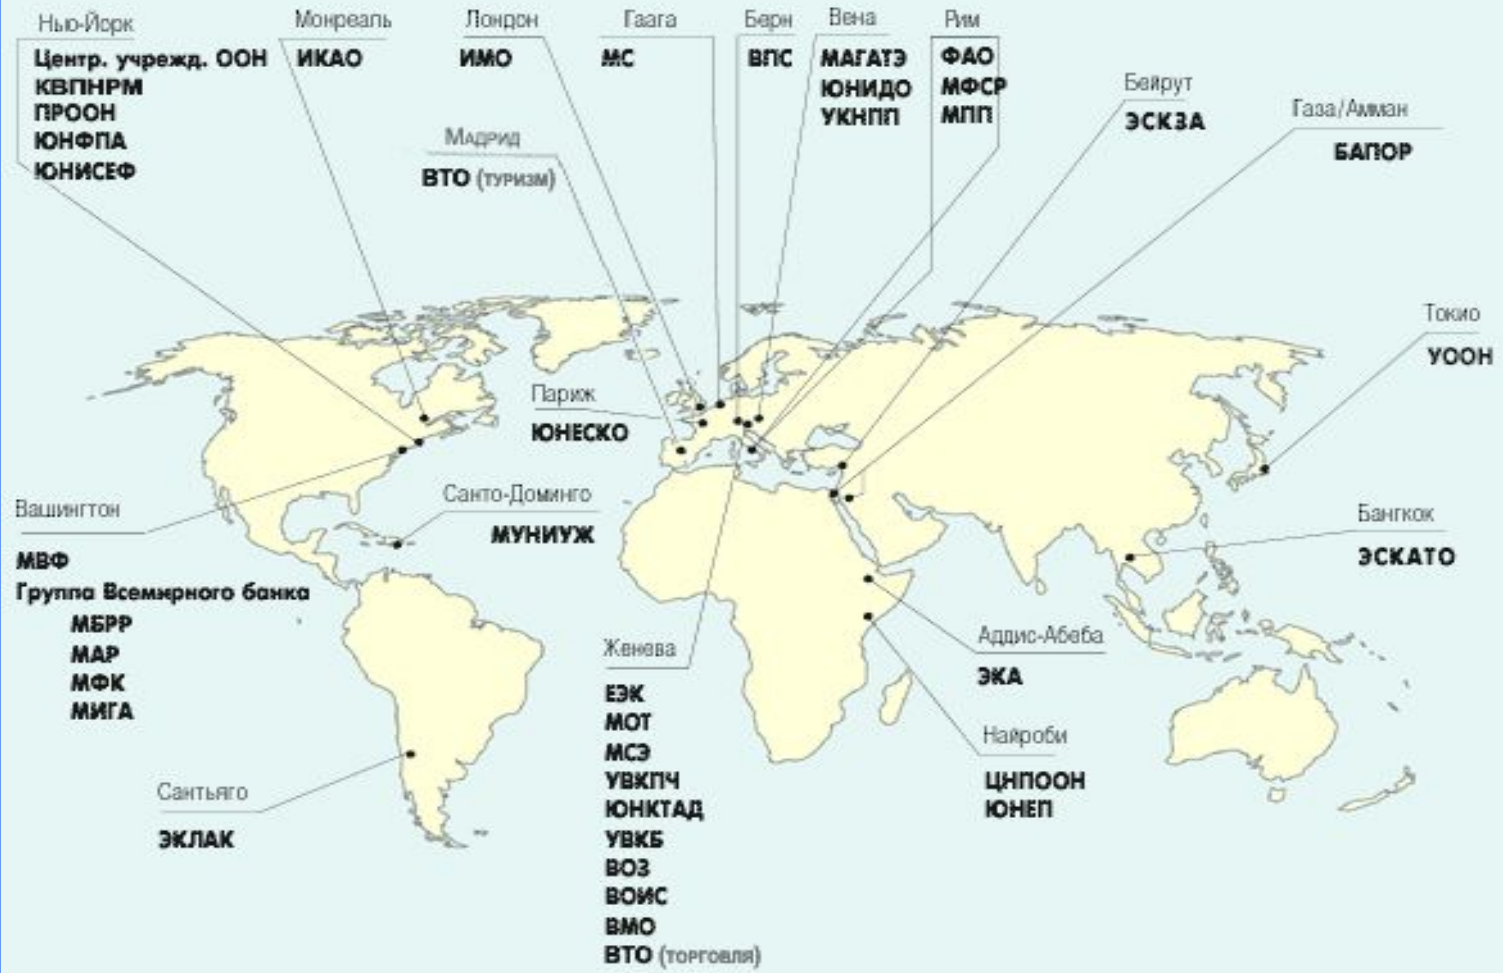 Нью-Йорк
Центр. учрежд. ООН
КВПНРМ
ПРООН
ЮНФПА
ЮНИСЕФ
Монреаль
ИКАО
Лондон
ИМО
Гаага
МС
Берн
ВПС
Вена
МАГАТЭ
ЮНИДО
УКНПП
Рим
ФАО
МФСР
МПП
Бейрут
ЭСКЗА
Газа/Амман
БАПОР
Мадрид
ВТО (туризм)
Токио
УООН
Париж
ЮНЕСКО
Вашингтон
МВФ
Группа Всемирного банка
МБРР
МАР
МФК
МИГА
Санто-Доминго
МУНИУЖ
Бангкок
ЭСКАТО
Женева
ЕЭК
МОТ
МСЭ
УВКПЧ
ЮНКТАД
УВКБ
ВОЗ
ВОИС
ВМО
ВТО (торговля)
Аддис-Абеба
ЭКА
Найроби
ЦНПООН
ЮНЕП
Сантьяго
ЭКЛАК